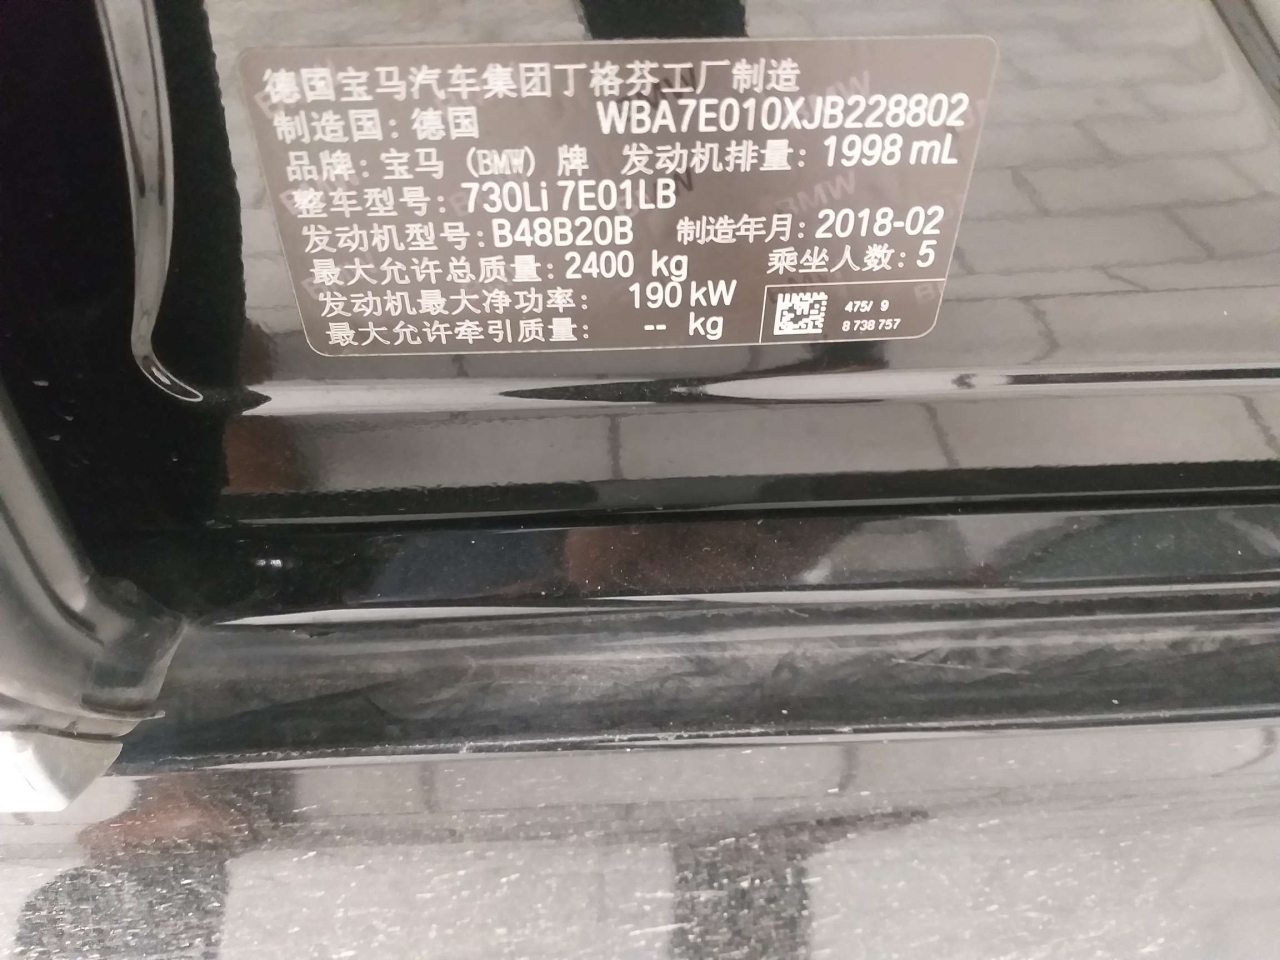 德国宝马汽车集团丁格芬工厂制造
制造国：德国 WBA7E010XJB228802
品牌：宝马（BMW）牌 发动机排量：1998 mL
整车型号：730Li 7E01LB
发动机型号：B48B20B 制造年月：2018-02
最大允许总质量：2400 kg 乘坐人数：5
发动机最大净功率： 190 kW
最大允许牵引质量： -- kg
475/ 9
8 738 757